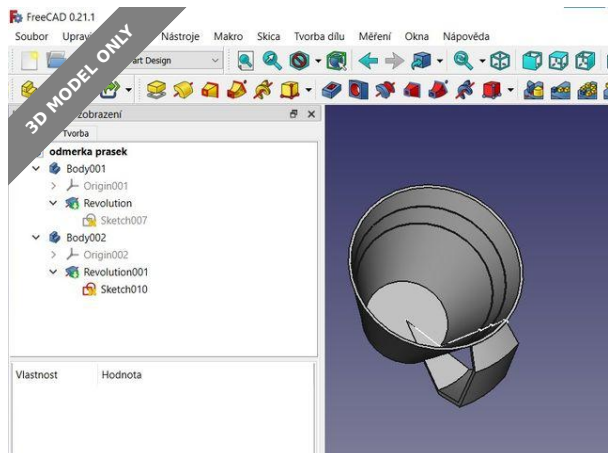 FreeCAD 0.21.1
Soubor Uprav Nástroje Makro Skica Tvorba dílu Měření Okna Nápověda
art Design
3D MODEL ONLY
zobrazení
Tvorba
odmerka prasek
Body001
Origin001
Revolution
Sketch007
Body002
Origin002
Revolution001
Sketch010
Vlastnost Hodnota